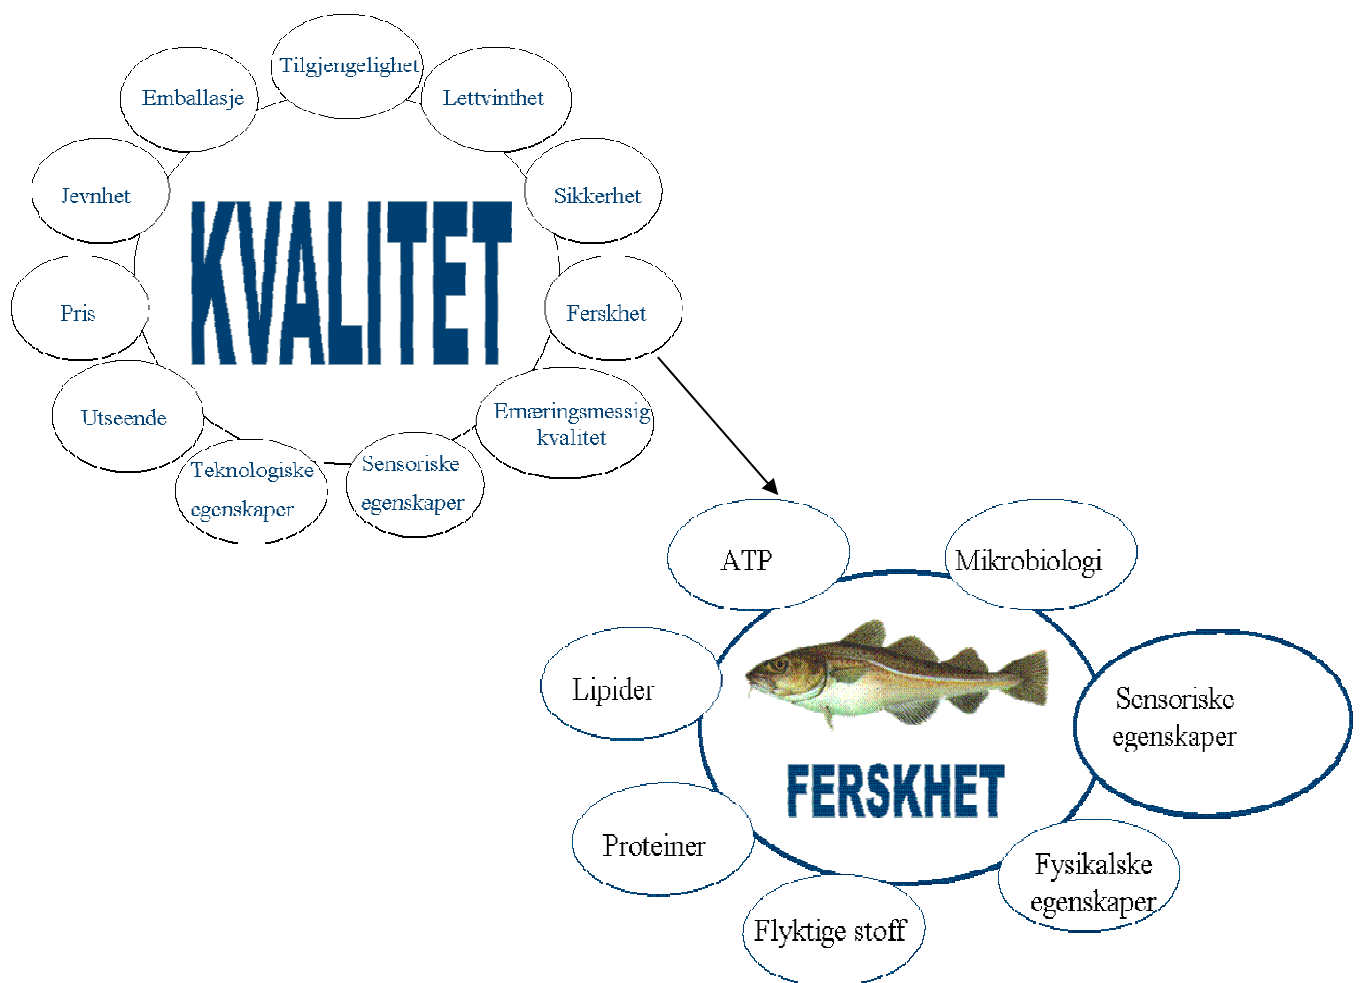 Tilgjengelighet
Emballasje
Lettvinthet
Jevnhet
Sikkerhet
KVALITET
Pris
Ferskhet
Utseende
Ernæringsmessig
kvalitet
Teknologiske
egenskaper
Sensoriske
egenskaper
ATP
Mikrobiologi
Lipider
Sensoriske
egenskaper
FERSKHET
Proteiner
Fysikalske
egenskaper
Flyktige stoff